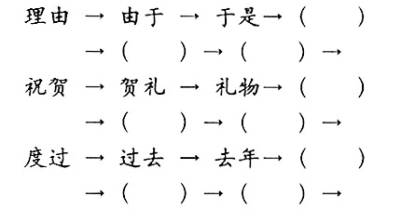 理由 → 由于 → 于是→（　　）
→（　　）→（　　）→
祝贺 → 贺礼 → 礼物→（　　）
→（　　）→（　　）→
度过 → 过去 → 去年→（　　）
→（　　）→（　　）→